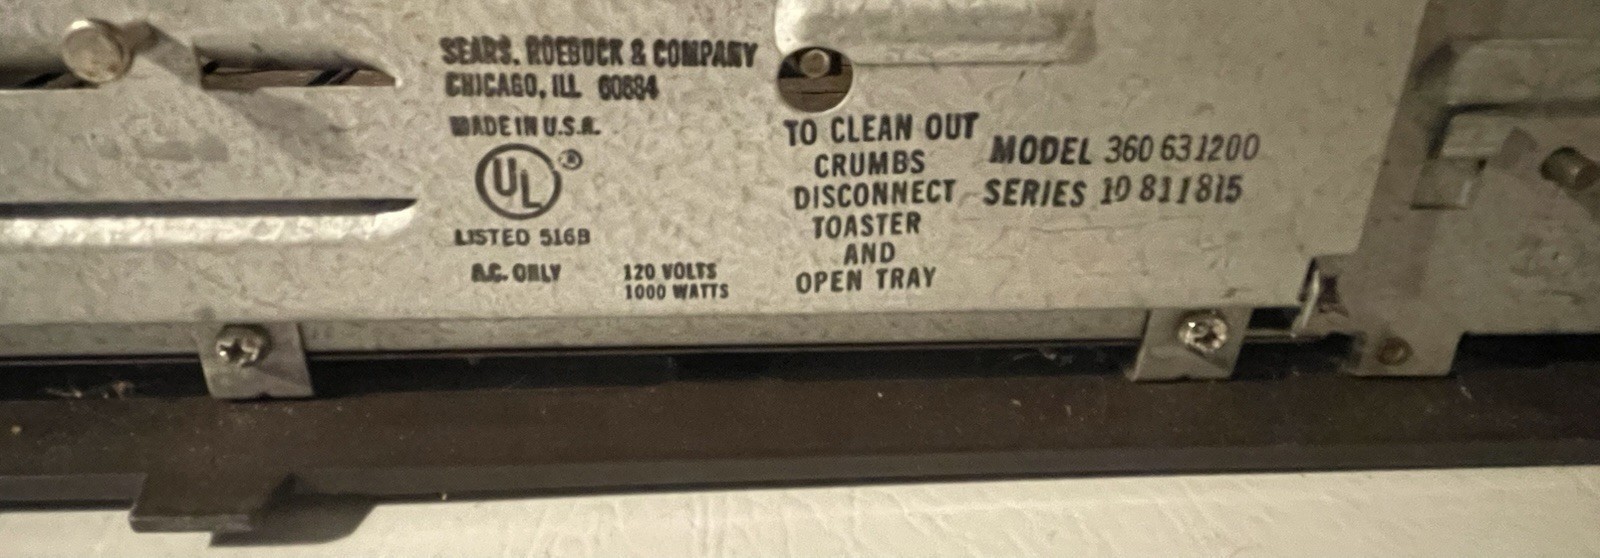 SEARS, ROEBUCK & COMPANY
CHICAGO, ILL 60684
MADE IN U.S.A.
UL ®
LISTED 516B
A.C. ONLY
120 VOLTS
1000 WATTS
TO CLEAN OUT
CRUMBS
DISCONNECT
TOASTER
AND
OPEN TRAY
MODEL 360 631200
SERIES 10 811815